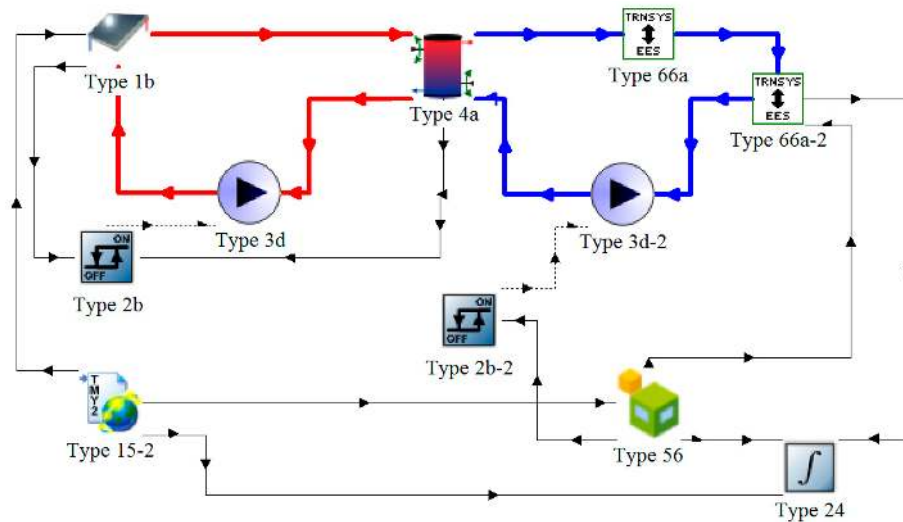 TRNSYS
EES
Type 66a
TRNSYS
EES
Type 66a-2
Type 1b
Type 4a
Type 3d
Type 3d-2
ON
OFF
Type 2b
ON
OFF
Type 2b-2
TMY2
Type 15-2
Type 56
∫
Type 24